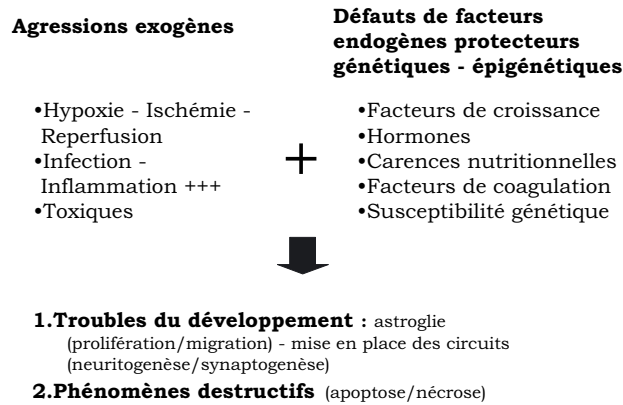 Agressions exogènes
Défauts de facteurs
endogènes protecteurs
génétiques - épigénétiques
•Hypoxie - Ischémie -
Reperfusion
•Infection -
Inflammation +++
•Toxiques
+
•Facteurs de croissance
•Hormones
•Carences nutritionnelles
•Facteurs de coagulation
•Susceptibilité génétique
1.Troubles du développement : astroglie
(prolifération/migration) - mise en place des circuits
(neuritogenèse/synaptogenèse)
2.Phénomènes destructifs (apoptose/nécrose)